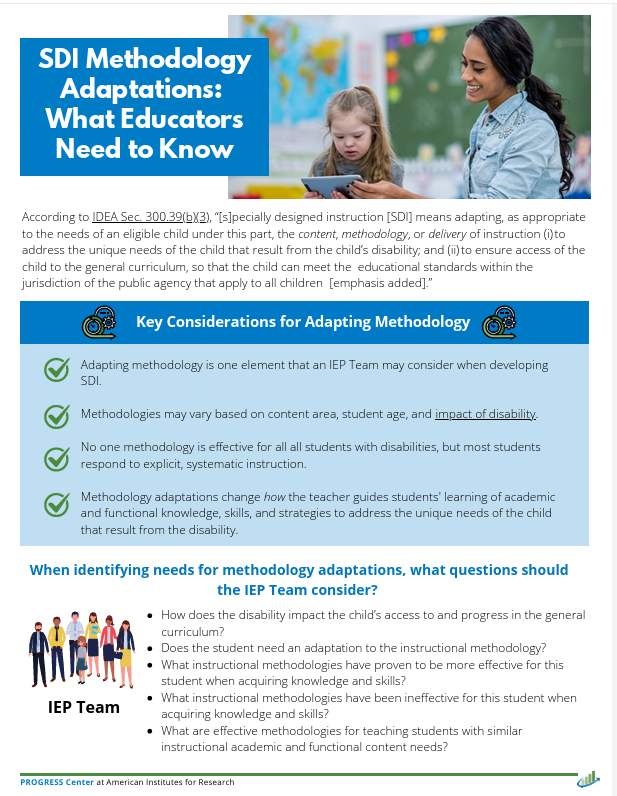 SDI Methodology
Adaptations:
What Educators
Need to Know
According to IDEA Sec. 300.39(b)(3), “[s]pecially designed instruction [SDI] means adapting, as appropriate
to the needs of an eligible child under this part, the content, methodology, or delivery of instruction (i)to
address the unique needs of the child that result from the child’s disability; and (ii)to ensure access of the
child to the general curriculum, so that the child can meet the educational standards within the
jurisdiction of the public agency that apply to all children [emphasis added].”
Key Considerations for Adapting Methodology
Adapting methodology is one element that an IEP Team may consider when developing
SDI.
Methodologies may vary based on content area, student age, and impact of disability.
No one methodology is effective for all all students with disabilities, but most students
respond to explicit, systematic instruction.
Methodology adaptations change how the teacher guides students’ learning of academic
and functional knowledge, skills, and strategies to address the unique needs of the child
that result from the disability.
When identifying needs for methodology adaptations, what questions should
the IEP Team consider?
IEP Team
• How does the disability impact the child’s access to and progress in the general
curriculum?
• Does the student need an adaptation to the instructional methodology?
• What instructional methodologies have proven to be more effective for this
student when acquiring knowledge and skills?
• What instructional methodologies have been ineffective for this student when
acquiring knowledge and skills?
• What are effective methodologies for teaching students with similar
instructional academic and functional content needs?
PROGRESS Center at American Institutes for Research